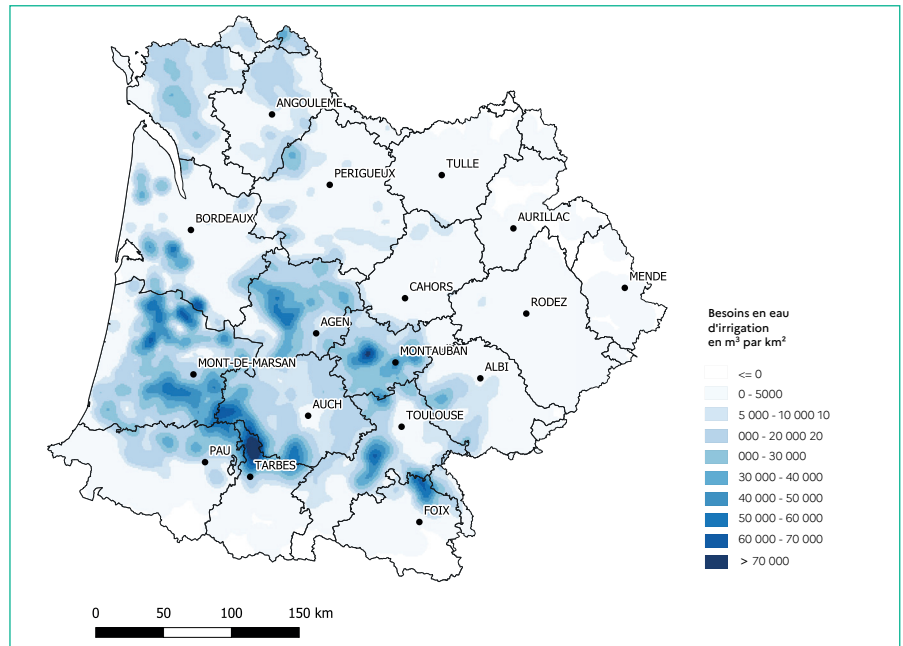 ANGOULEME
PERIGUEUX
TULLE
BORDEAUX
AURILLAC
MENDE
CAHORS
RODEZ
AGEN
MONTAUBAN
MONT-DE-MARSAN
ALBI
AUCH
TOULOUSE
PAU
TARBES
FOIX
Besoins en eau
d'irrigation
en m³ par km²
<= 0
0 - 5000
5 000 - 10 000 10
000 - 20 000 20
000 - 30 000
30 000 - 40 000
40 000 - 50 000
50 000 - 60 000
60 000 - 70 000
> 70 000
0 50 100 150 km